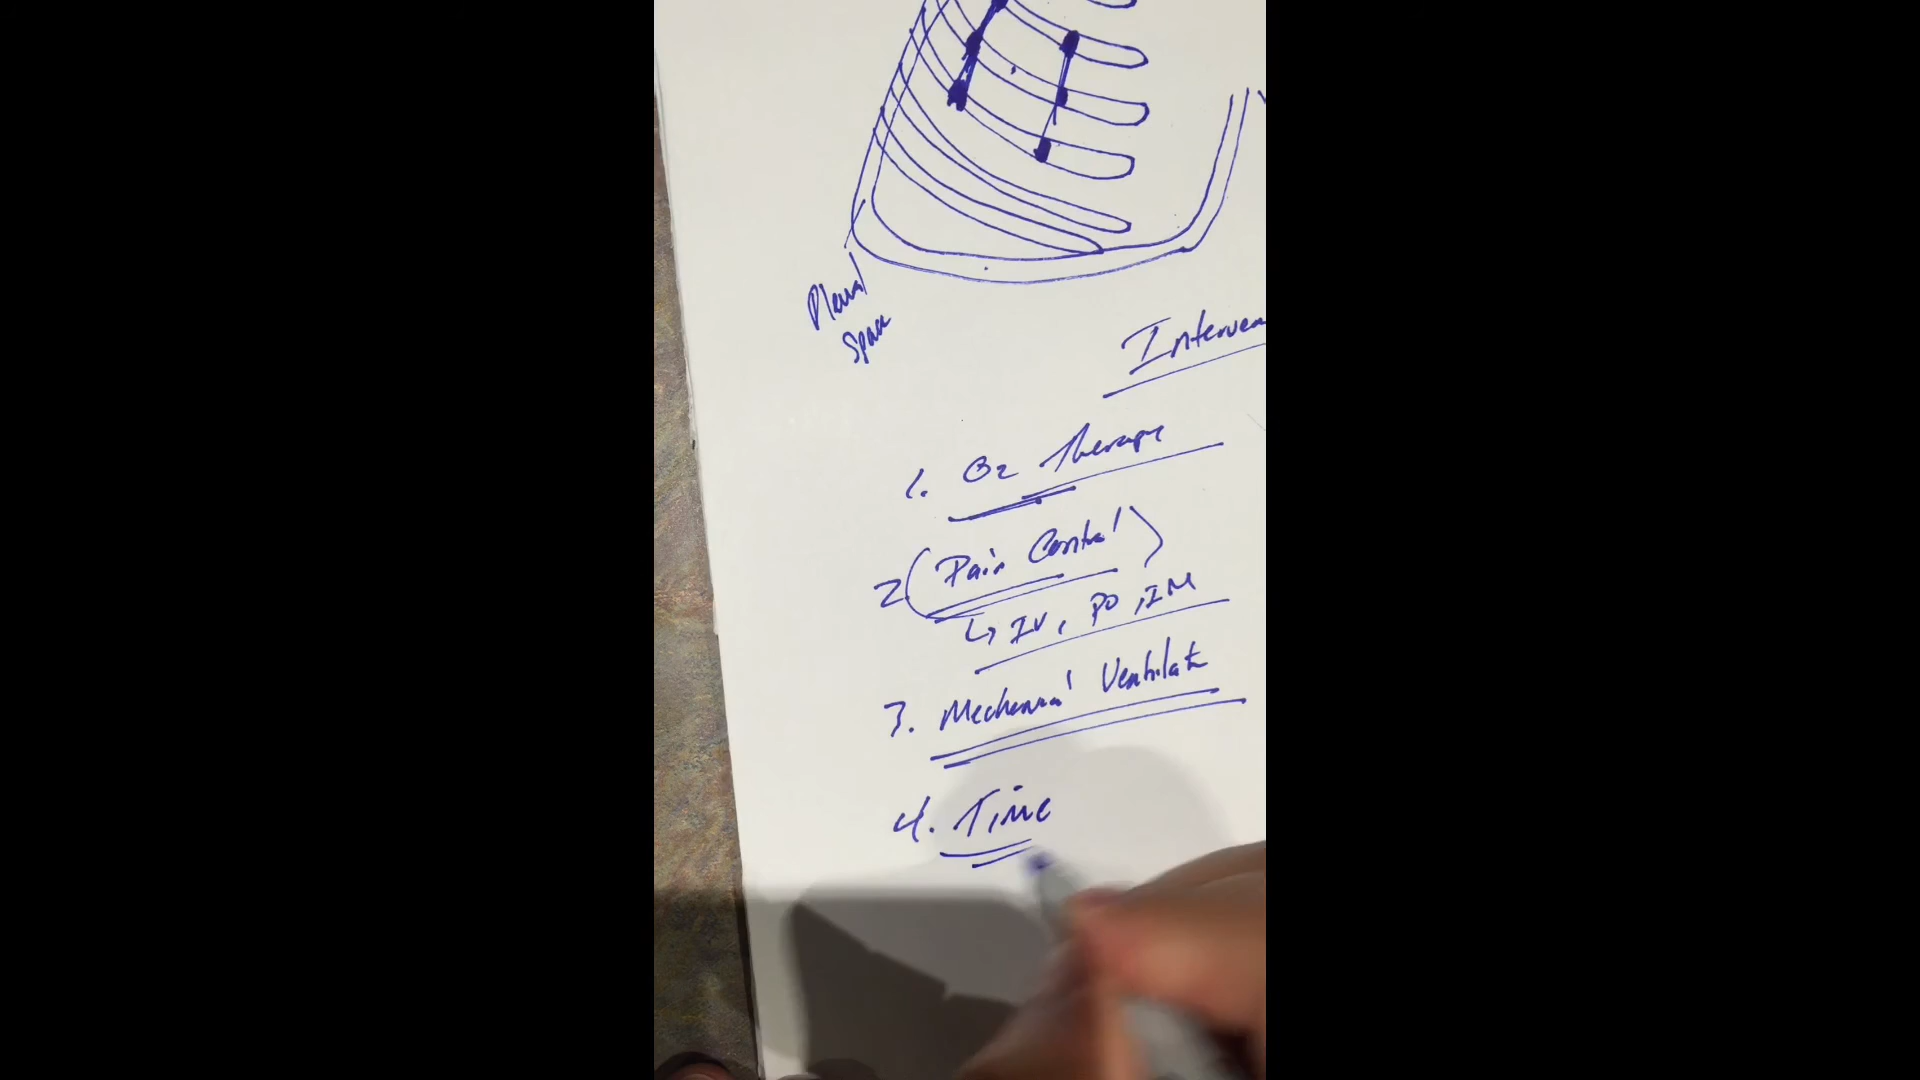 Pleural
Space
Interven
1. O2 Therapy
2. (Pain Control)
↳ IV, PO, IM
3. Mechanical Ventilat
4. Time